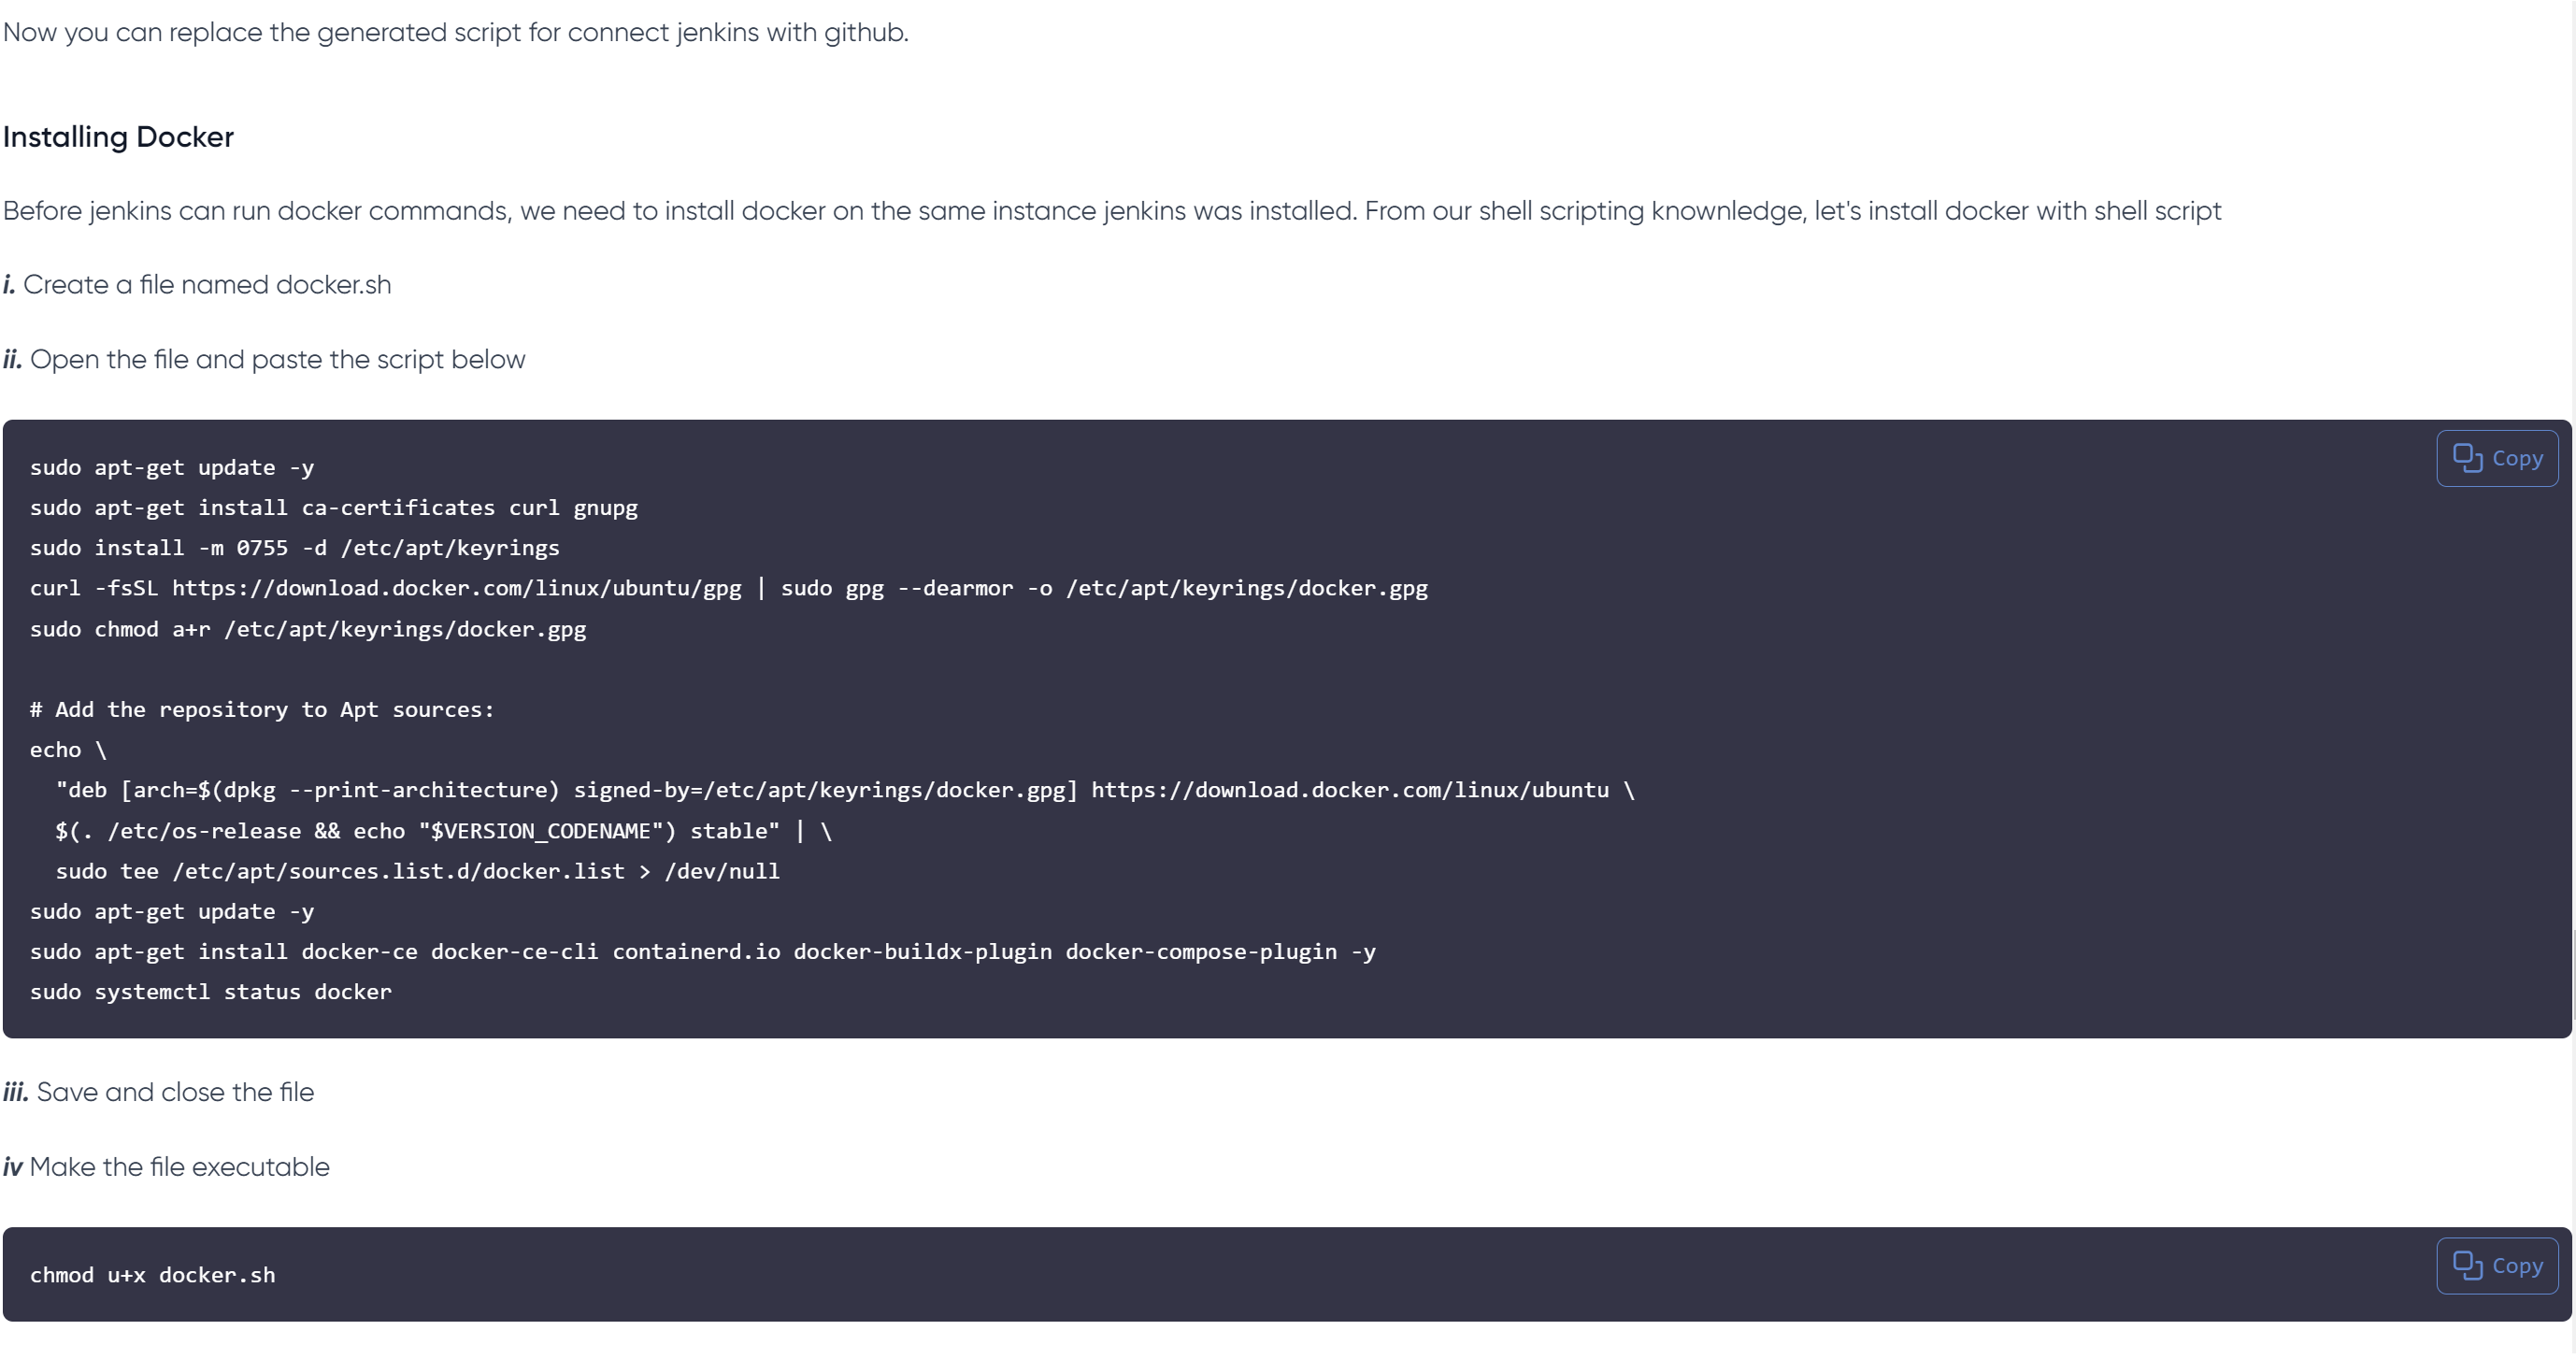 Now you can replace the generated script for connect jenkins with github.
Installing Docker
Before jenkins can run docker commands, we need to install docker on the same instance jenkins was installed. From our shell scripting knownledge, let's install docker with shell script
i. Create a file named docker.sh
ii. Open the file and paste the script below
Copy
sudo apt-get update -y
sudo apt-get install ca-certificates curl gnupg
sudo install -m 0755 -d /etc/apt/keyrings
curl -fsSL https://download.docker.com/linux/ubuntu/gpg | sudo gpg --dearmor -o /etc/apt/keyrings/docker.gpg
sudo chmod a+r /etc/apt/keyrings/docker.gpg
# Add the repository to Apt sources:
echo \
  "deb [arch=$(dpkg --print-architecture) signed-by=/etc/apt/keyrings/docker.gpg] https://download.docker.com/linux/ubuntu \
  $(. /etc/os-release && echo "$VERSION_CODENAME") stable" | \
  sudo tee /etc/apt/sources.list.d/docker.list > /dev/null
sudo apt-get update -y
sudo apt-get install docker-ce docker-ce-cli containerd.io docker-buildx-plugin docker-compose-plugin -y
sudo systemctl status docker
iii. Save and close the file
iv Make the file executable
Copy
chmod u+x docker.sh